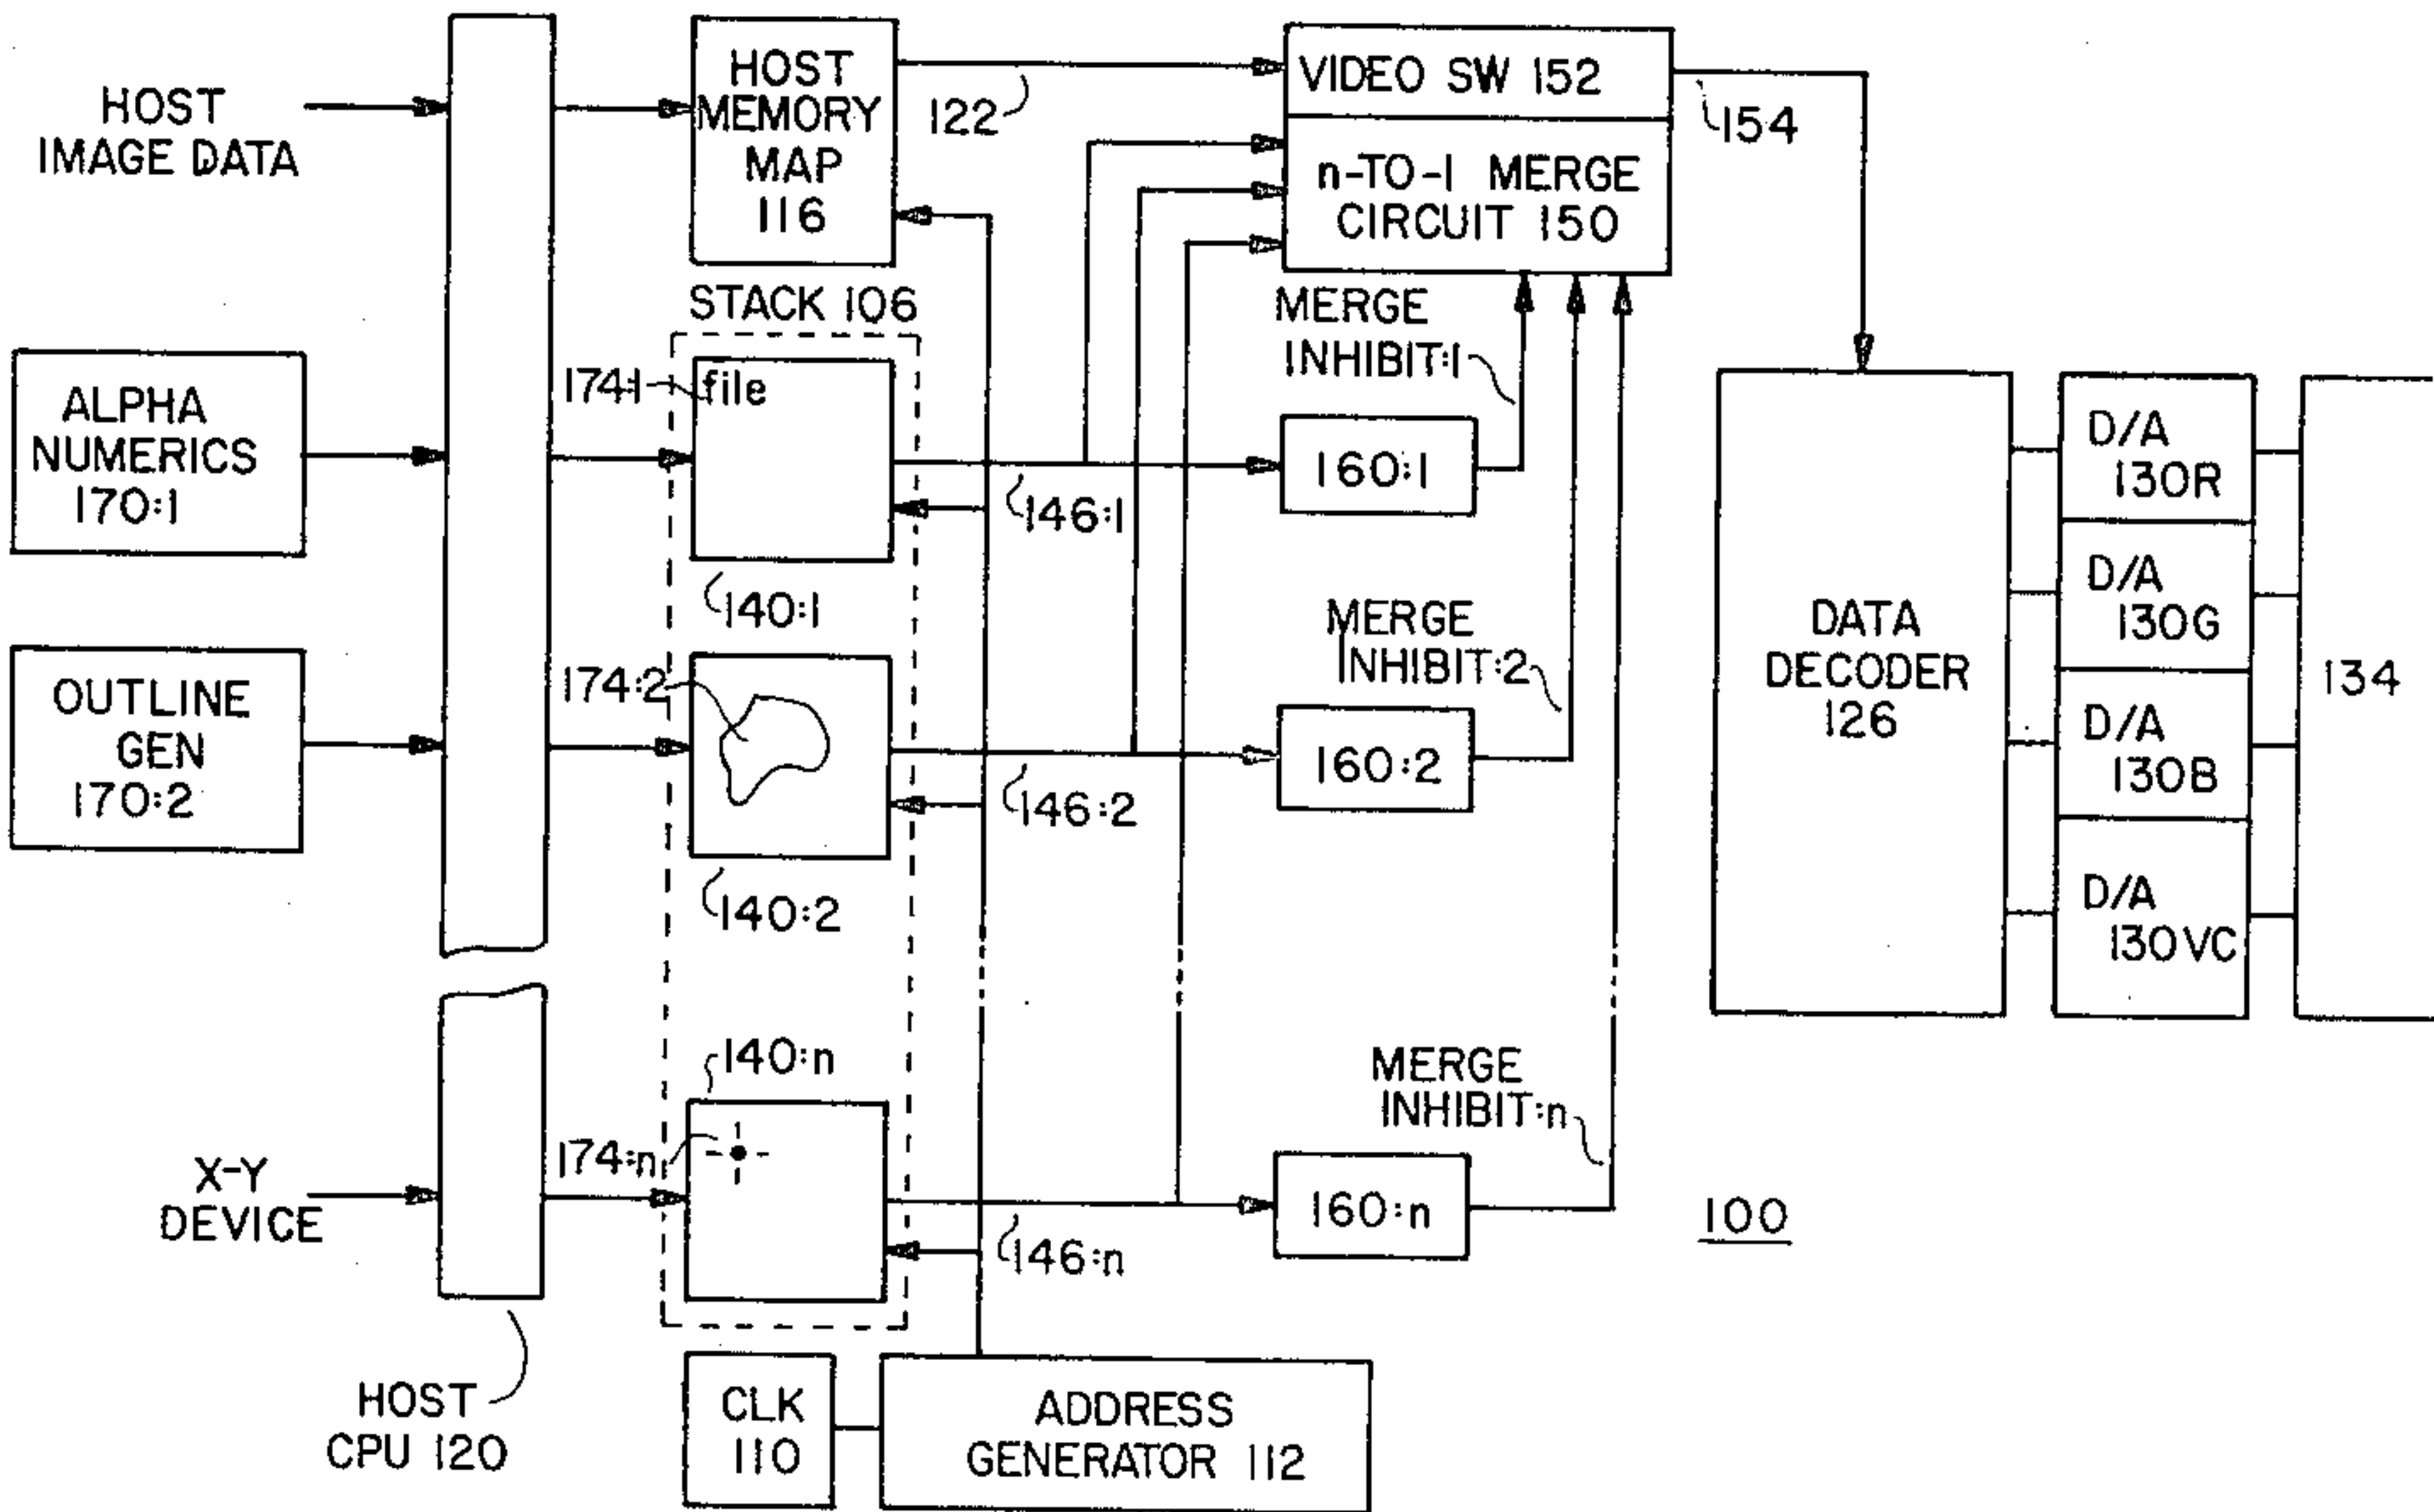 HOST
IMAGE DATA
HOST
MEMORY
MAP
116
122
VIDEO SW 152
n-TO-1 MERGE
CIRCUIT 150
154
STACK 106
ALPHA
NUMERICS
170:1
174:1
file
140:1
146:1
160:1
MERGE
INHIBIT:1
OUTLINE
GEN
170:2
174:2
140:2
146:2
160:2
MERGE
INHIBIT:2
DATA
DECODER
126
D/A
130R
D/A
130G
D/A
130B
D/A
130VC
134
X-Y
DEVICE
174:n
140:n
146:n
160:n
MERGE
INHIBIT:n
100
HOST
CPU 120
CLK
110
ADDRESS
GENERATOR 112